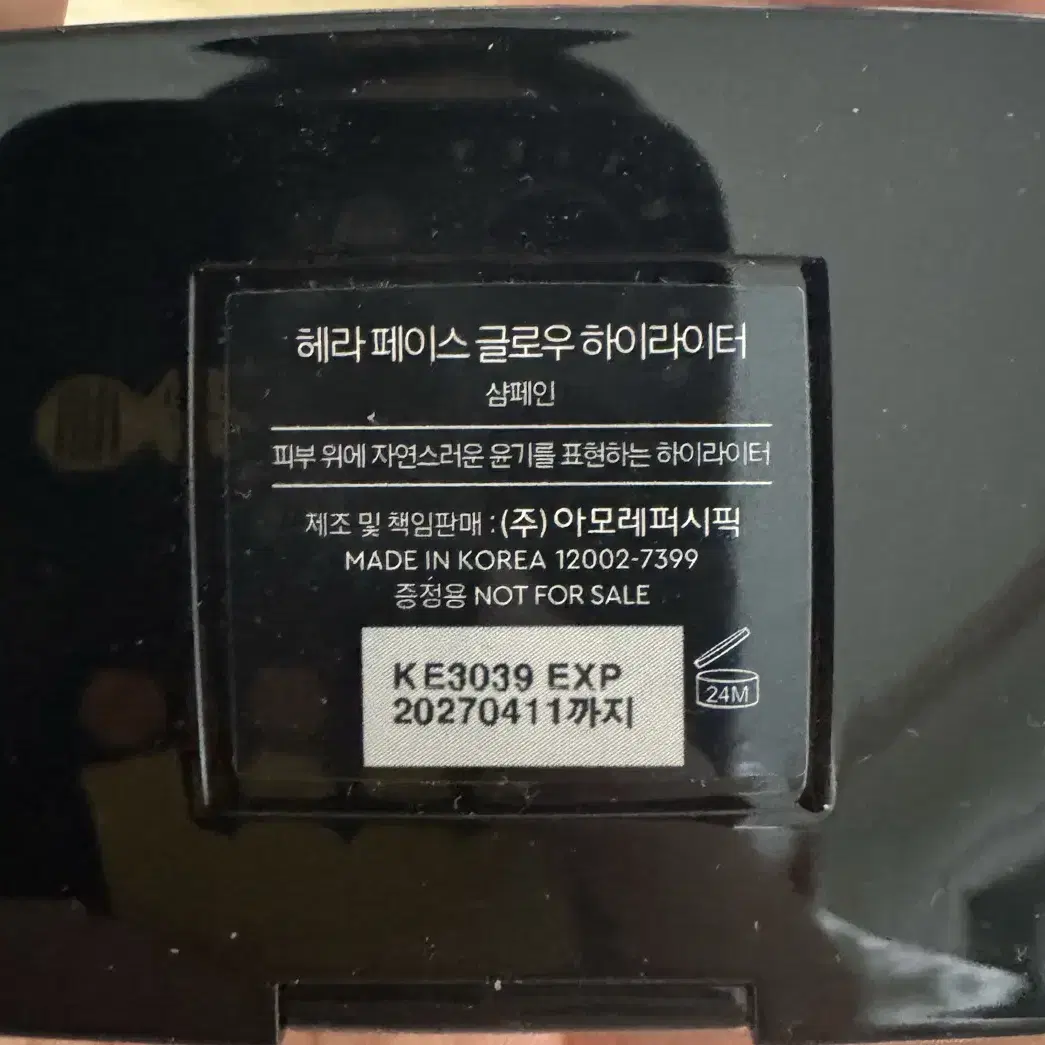 헤라 페이스 글로우 하이라이터
샴페인
피부 위에 자연스러운 윤기를 표현하는 하이라이터
제조 및 책임판매 : (주)아모레퍼시픽
MADE IN KOREA 12002-7399
증정용 NOT FOR SALE
KE3039 EXP
20270411까지
24M